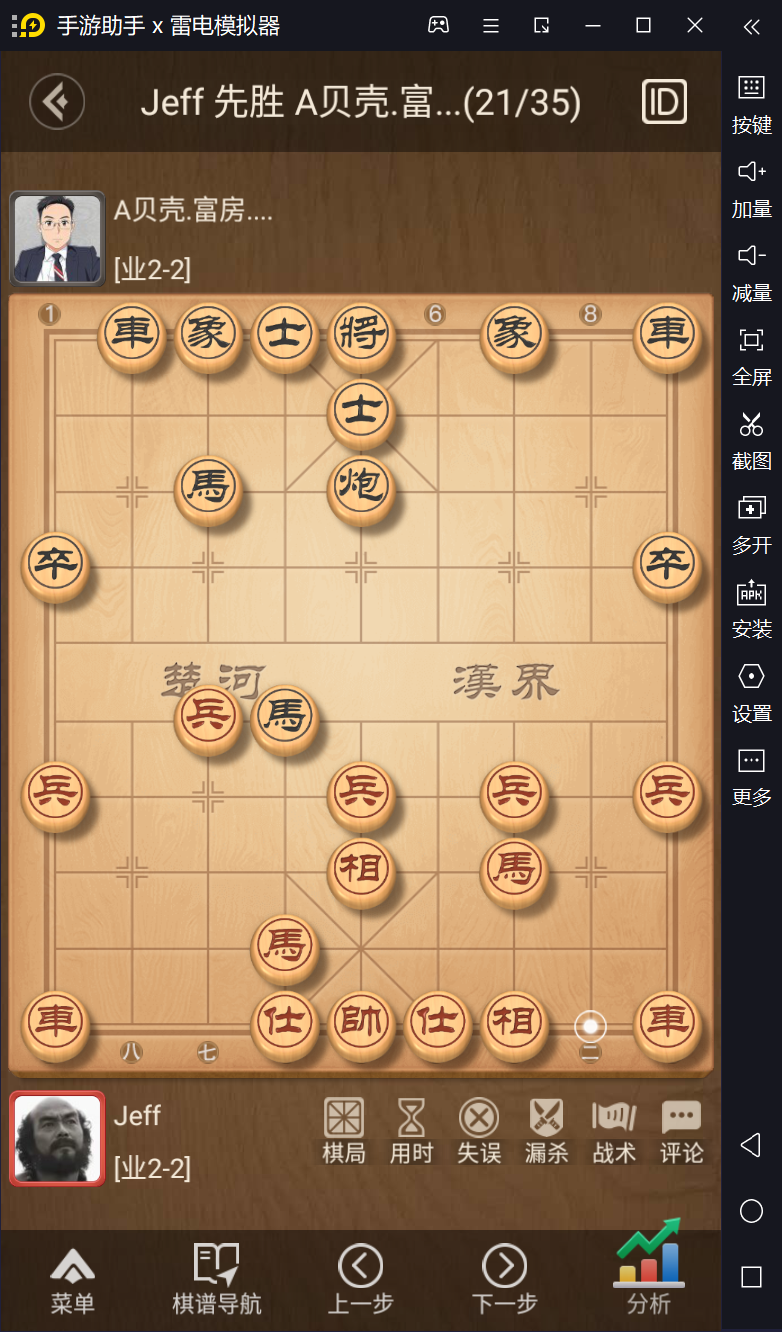 手游助手 x 雷电模拟器
Jeff 先胜 A贝壳.富...(21/35)
ID
按键
加量
减量
全屏
截图
多开
APK
安装
设置
更多
A贝壳.富房....
[业2-2]
1 6 8
車 象 士 將 象 車
士
馬 炮
卒 卒
楚河 漢界
兵 馬
兵 兵 兵 兵
相 馬
馬
車 仕 帥 仕 相 車
八 七 二
Jeff
[业2-2]
棋局 用时 失误 漏杀 战术 评论
菜单 棋谱导航 上一步 下一步 分析